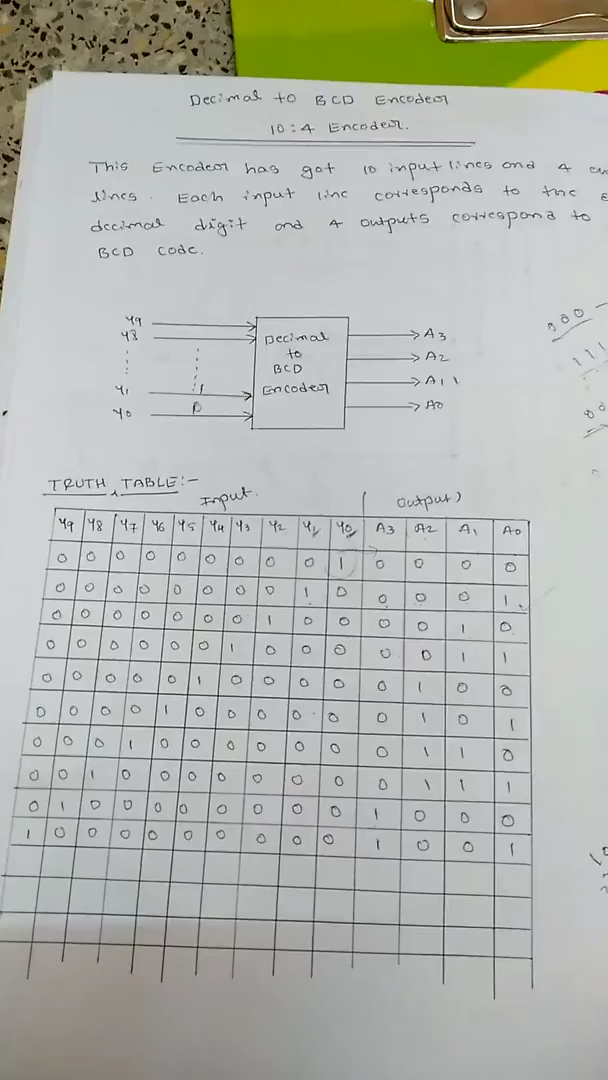 Decimal to BCD Encoder
10:4 Encoder.
This Encoder has got 10 input lines and 4
lines. Each input line corresponds to the
decimal digit and 4 outputs correspond to
BCD code.
Y9
Y8
Y1 1
Y0 0
Decimal
to
BCD
Encoder
A3
A2
A1 1
A0
TRUTH TABLE:-
Input. (Output)
Y9 Y8 Y7 Y6 Y5 Y4 Y3 Y2 Y1 Y0 A3 A2 A1 A0
0 0 0 0 0 0 0 0 0 1 0 0 0 0
0 0 0 0 0 0 0 0 1 0 0 0 0 1
0 0 0 0 0 0 0 1 0 0 0 0 1 0
0 0 0 0 0 0 1 0 0 0 0 0 1 1
0 0 0 0 0 1 0 0 0 0 0 1 0 0
0 0 0 0 1 0 0 0 0 0 0 1 0 1
0 0 0 1 0 0 0 0 0 0 0 1 1 0
0 0 1 0 0 0 0 0 0 0 0 1 1 1
0 1 0 0 0 0 0 0 0 0 1 0 0 0
1 0 0 0 0 0 0 0 0 0 1 0 0 1
000
111